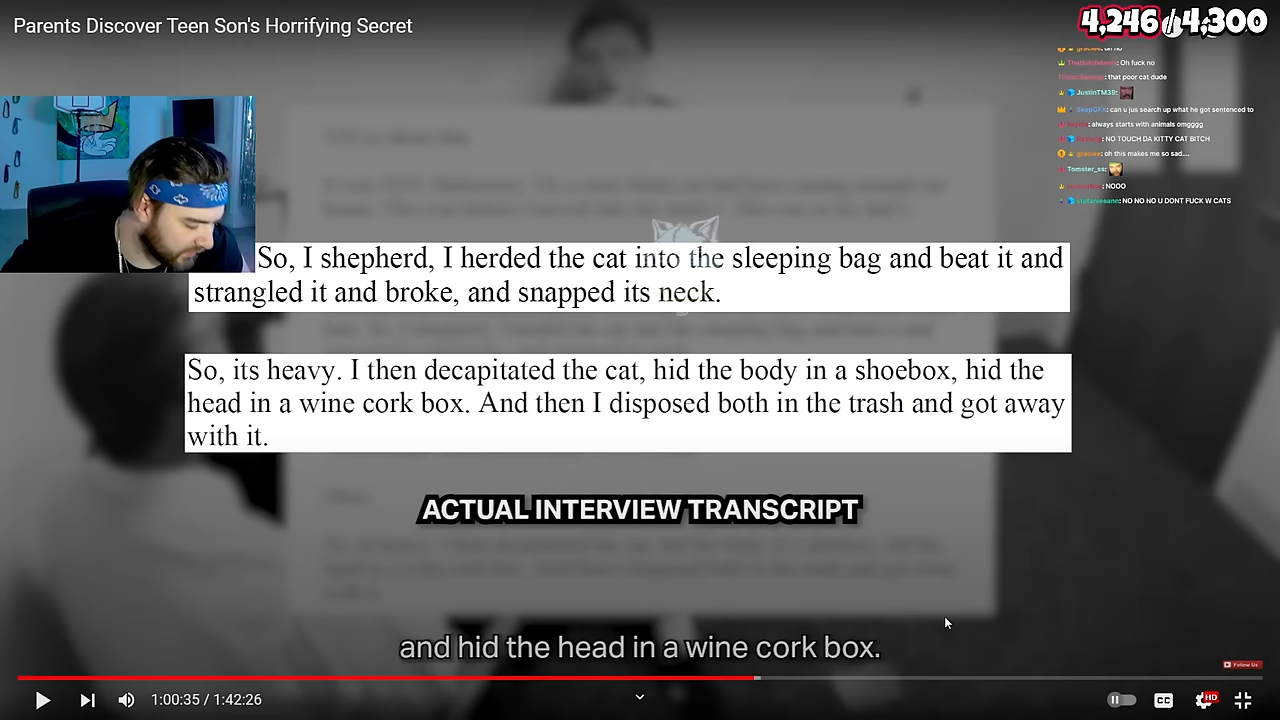 Parents Discover Teen Son's Horrifying Secret
4,246/4,300
Oh fuck no
that poor cat dude
JustinTM39:
can u jus search up what he got sentenced to
always starts with animals omgggg
NO TOUCH DA KITTY CAT BITCH
oh this makes me so sad....
Tomster_ss:
NOOO
NO NO NO U DONT FUCK W CATS
So, I shepherd, I herded the cat into the sleeping bag and beat it and
strangled it and broke, and snapped its neck.
So, its heavy. I then decapitated the cat, hid the body in a shoebox, hid the
head in a wine cork box. And then I disposed both in the trash and got away
with it.
ACTUAL INTERVIEW TRANSCRIPT
and hid the head in a wine cork box.
Follow Us
1:00:35 / 1:42:26
CC
HD